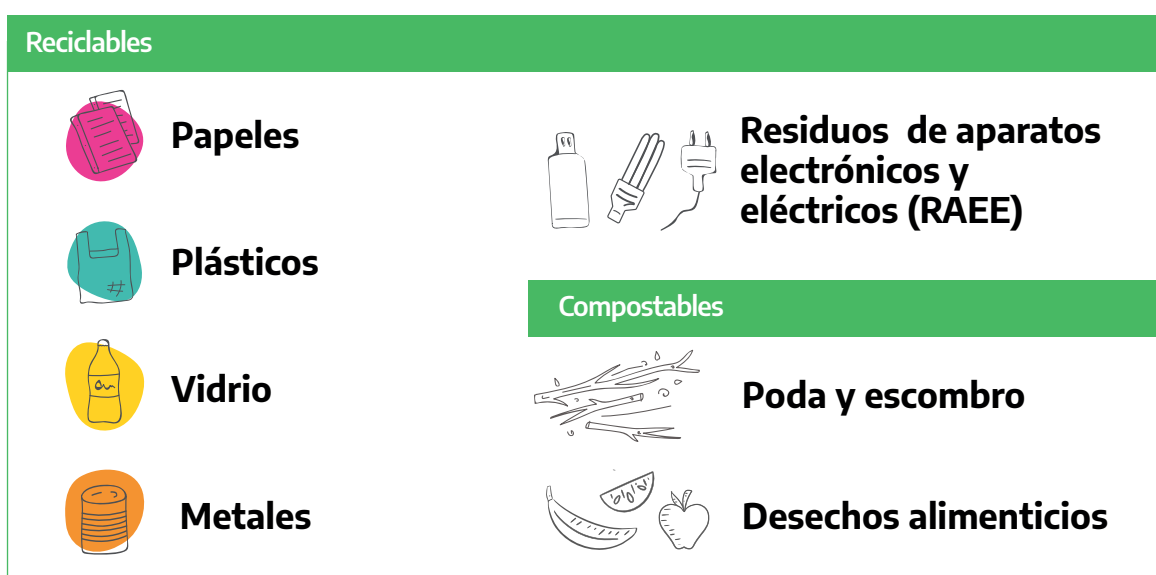 Reciclables
Papeles
Plásticos
Vidrio
Metales
Residuos de aparatos
electrónicos y
eléctricos (RAEE)
Compostables
Poda y escombro
Desechos alimenticios